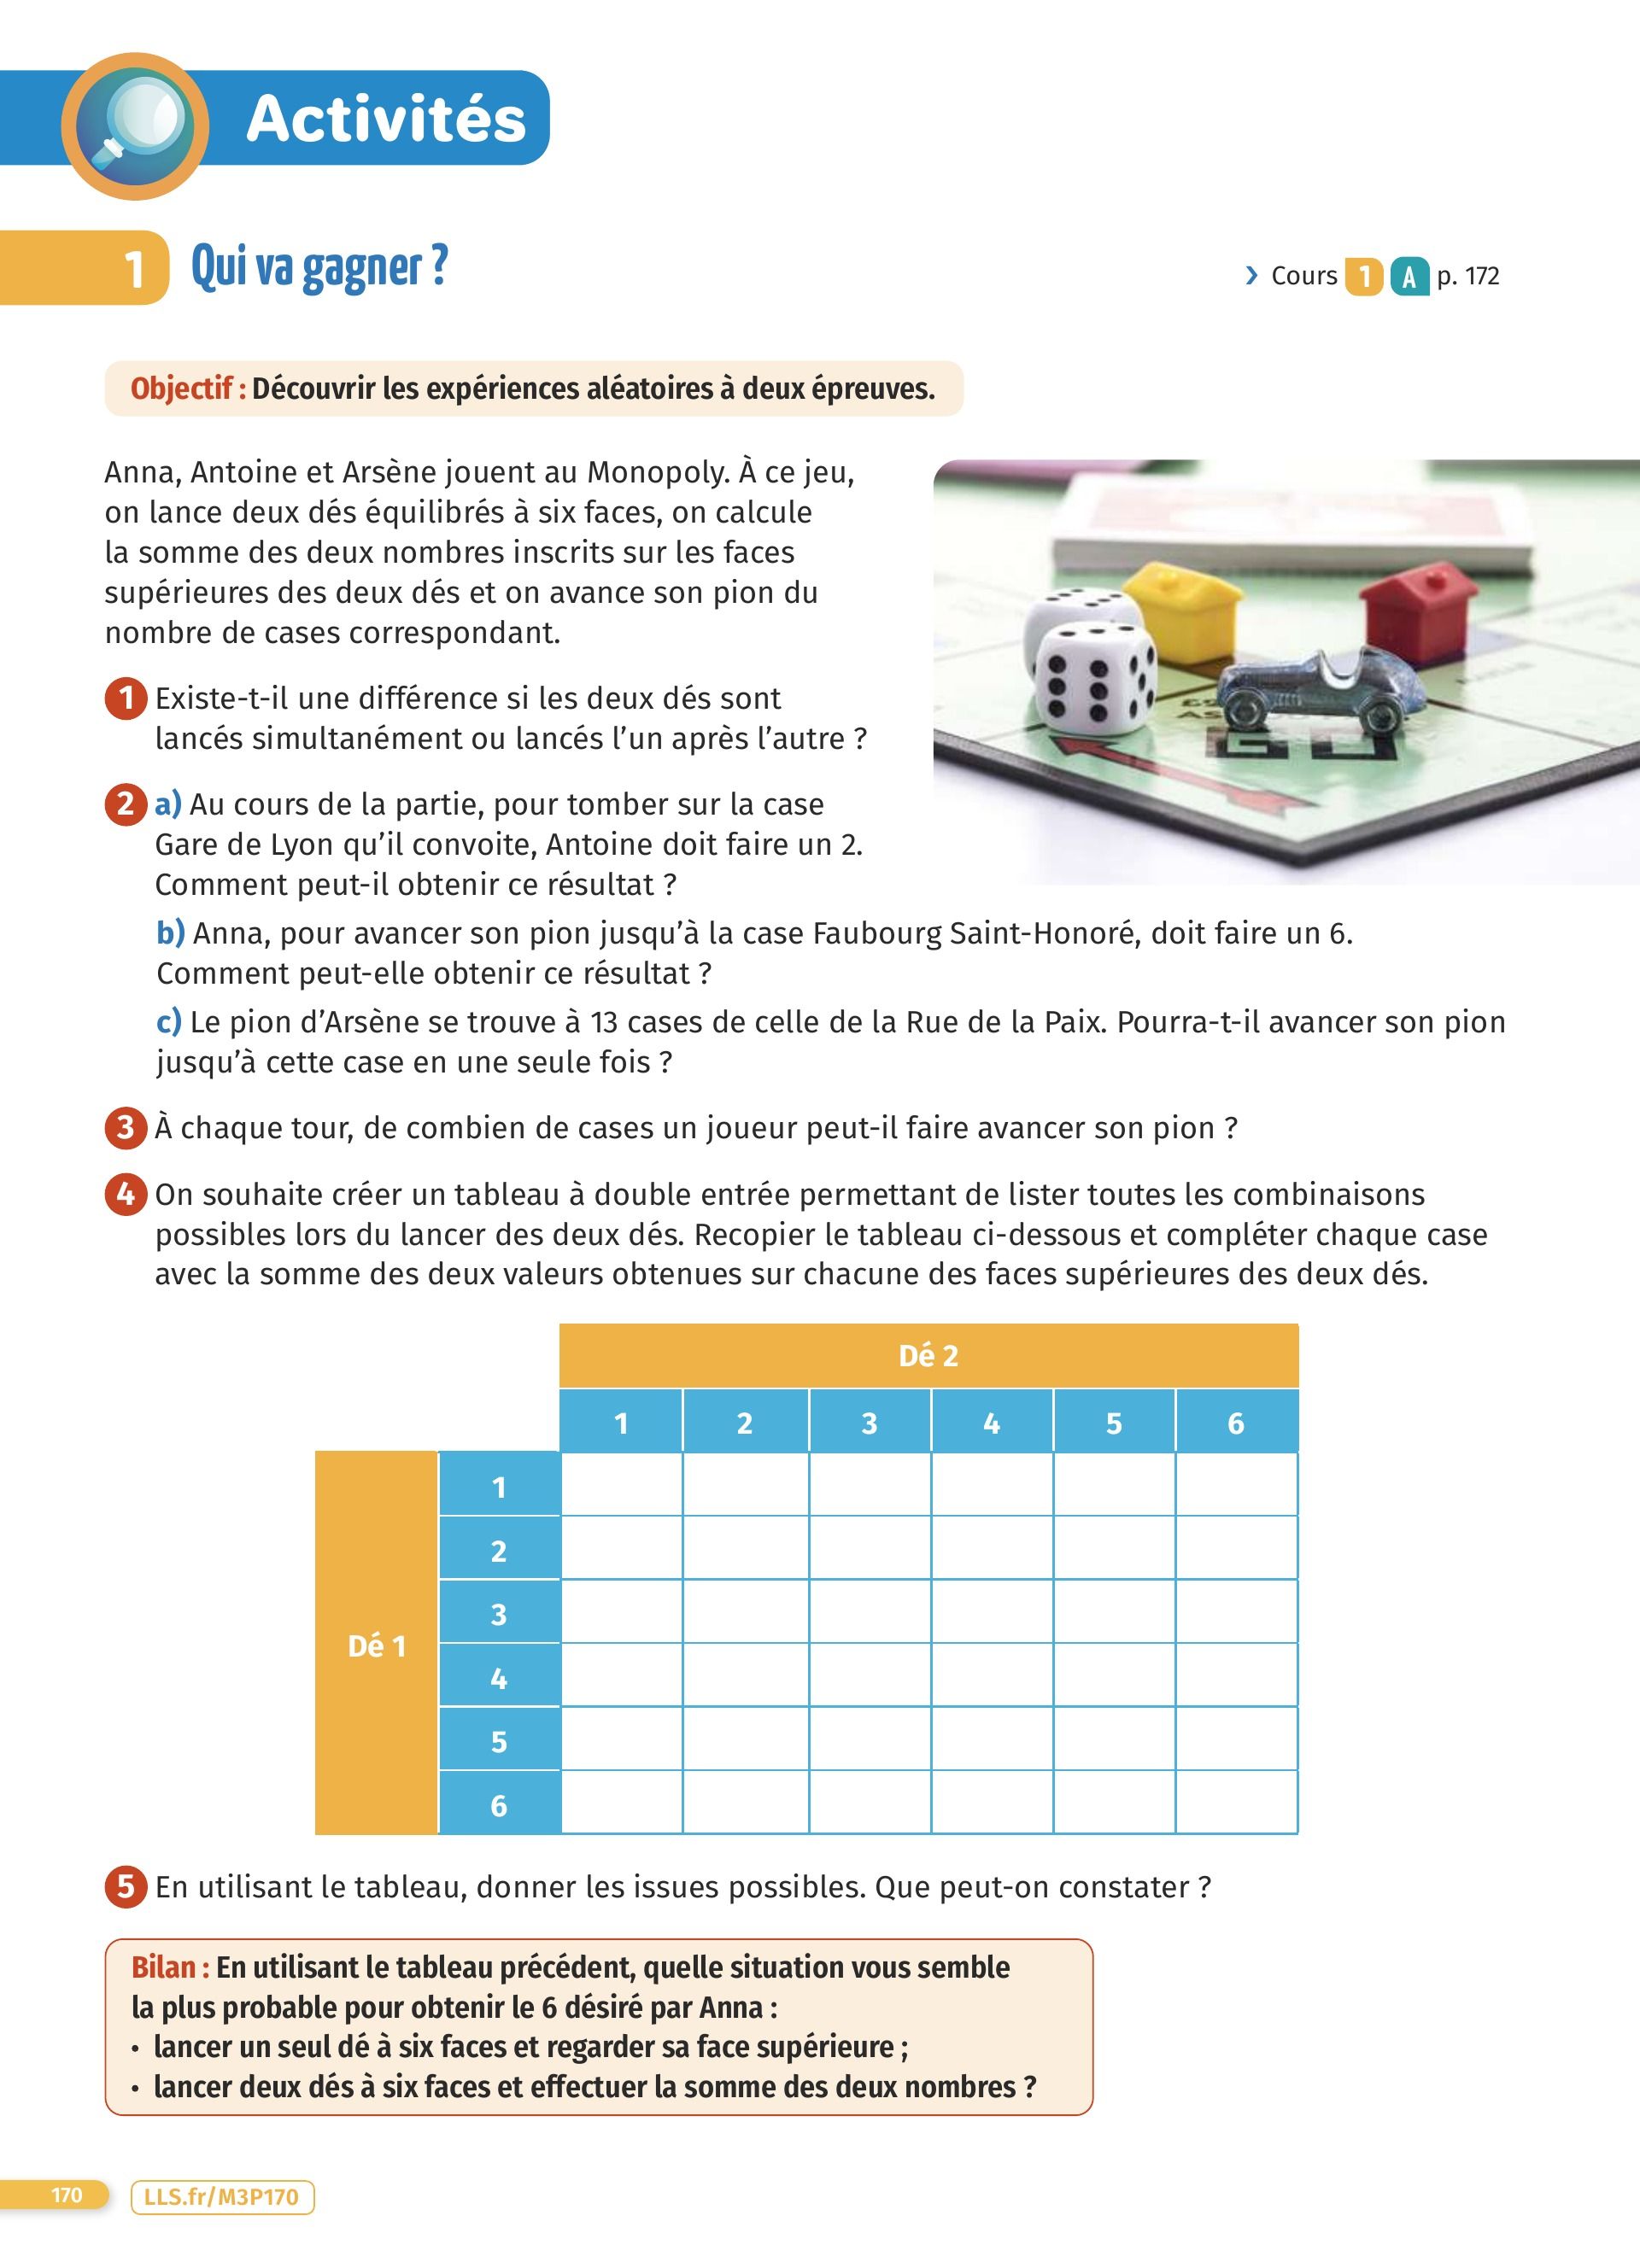 Activités
1 Qui va gagner ?
› Cours 1 A p. 172
Objectif : Découvrir les expériences aléatoires à deux épreuves.
Anna, Antoine et Arsène jouent au Monopoly. À ce jeu,
on lance deux dés équilibrés à six faces, on calcule
la somme des deux nombres inscrits sur les faces
supérieures des deux dés et on avance son pion du
nombre de cases correspondant.
1 Existe-t-il une différence si les deux dés sont
lancés simultanément ou lancés l’un après l’autre ?
2 a) Au cours de la partie, pour tomber sur la case
Gare de Lyon qu’il convoite, Antoine doit faire un 2.
Comment peut-il obtenir ce résultat ?
b) Anna, pour avancer son pion jusqu’à la case Faubourg Saint-Honoré, doit faire un 6.
Comment peut-elle obtenir ce résultat ?
c) Le pion d’Arsène se trouve à 13 cases de celle de la Rue de la Paix. Pourra-t-il avancer son pion
jusqu’à cette case en une seule fois ?
3 À chaque tour, de combien de cases un joueur peut-il faire avancer son pion ?
4 On souhaite créer un tableau à double entrée permettant de lister toutes les combinaisons
possibles lors du lancer des deux dés. Recopier le tableau ci-dessous et compléter chaque case
avec la somme des deux valeurs obtenues sur chacune des faces supérieures des deux dés.
Dé 2
1 2 3 4 5 6
Dé 1
1
2
3
4
5
6
5 En utilisant le tableau, donner les issues possibles. Que peut-on constater ?
Bilan : En utilisant le tableau précédent, quelle situation vous semble
la plus probable pour obtenir le 6 désiré par Anna :
• lancer un seul dé à six faces et regarder sa face supérieure ;
• lancer deux dés à six faces et effectuer la somme des deux nombres ?
170
LLS.fr/M3P170
GO